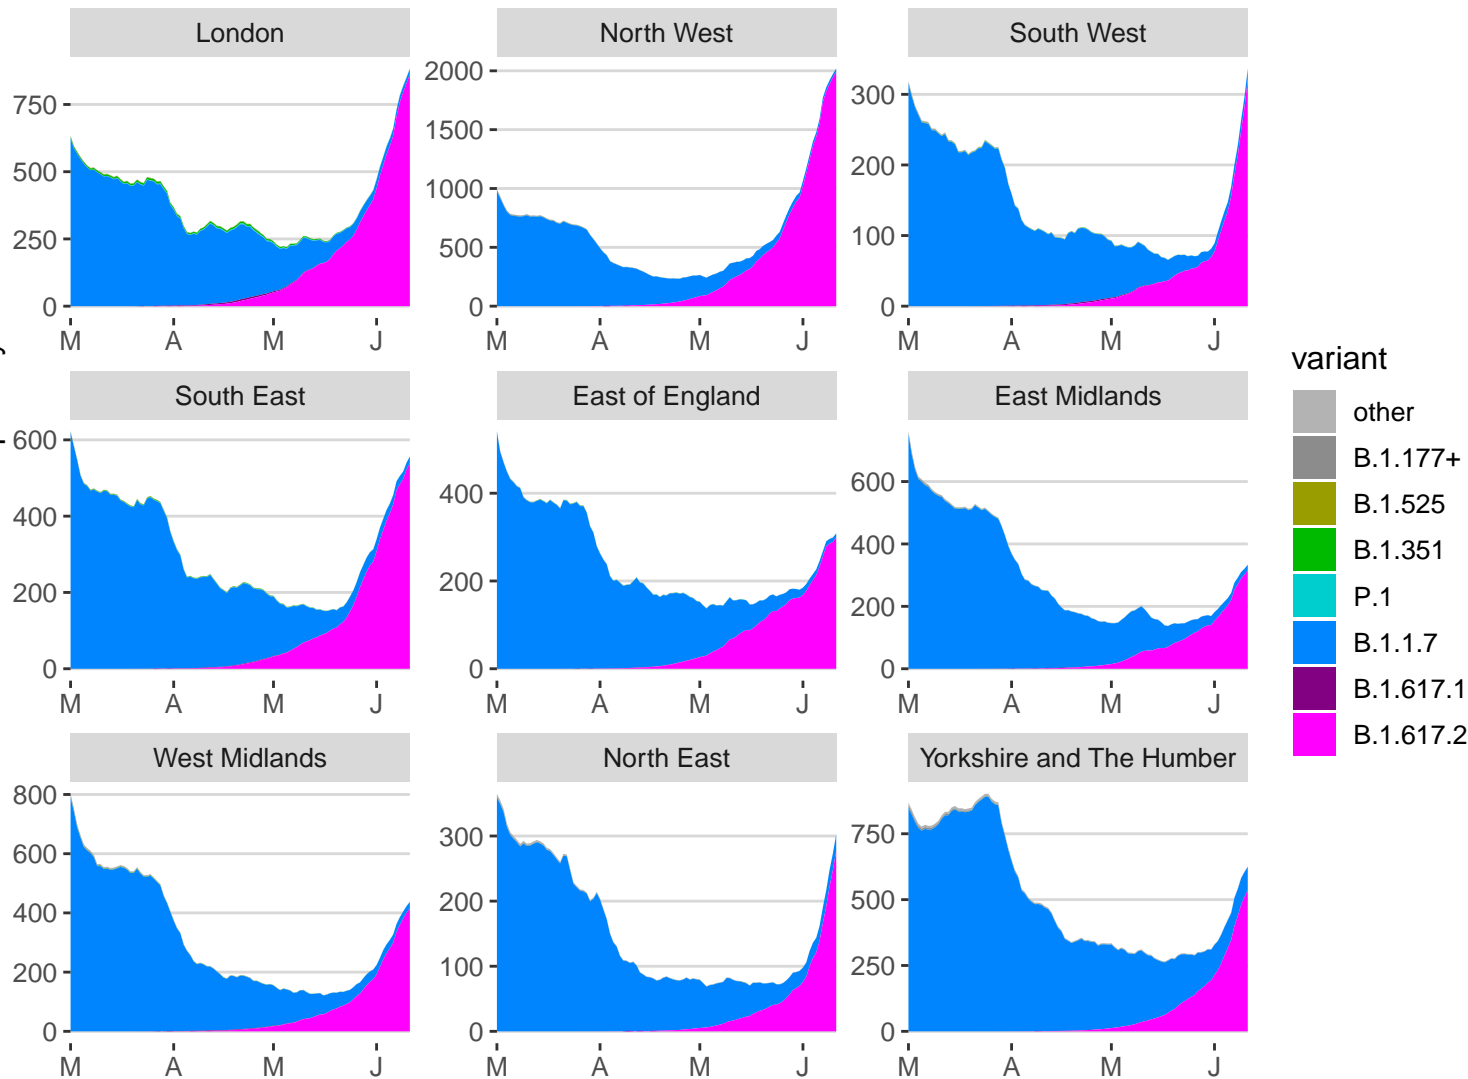 London North West South West
750
500
250
0
2000
1500
1000
500
0
300
200
100
0
M A M J M A M J M A M J
South East East of England East Midlands
600
400
200
0
400
200
0
600
400
200
0
M A M J M A M J M A M J
West Midlands North East Yorkshire and The Humber
800
600
400
200
0
300
200
100
0
750
500
250
0
M A M J M A M J M A M J
variant
other
B.1.177+
B.1.525
B.1.351
P.1
B.1.1.7
B.1.617.1
B.1.617.2